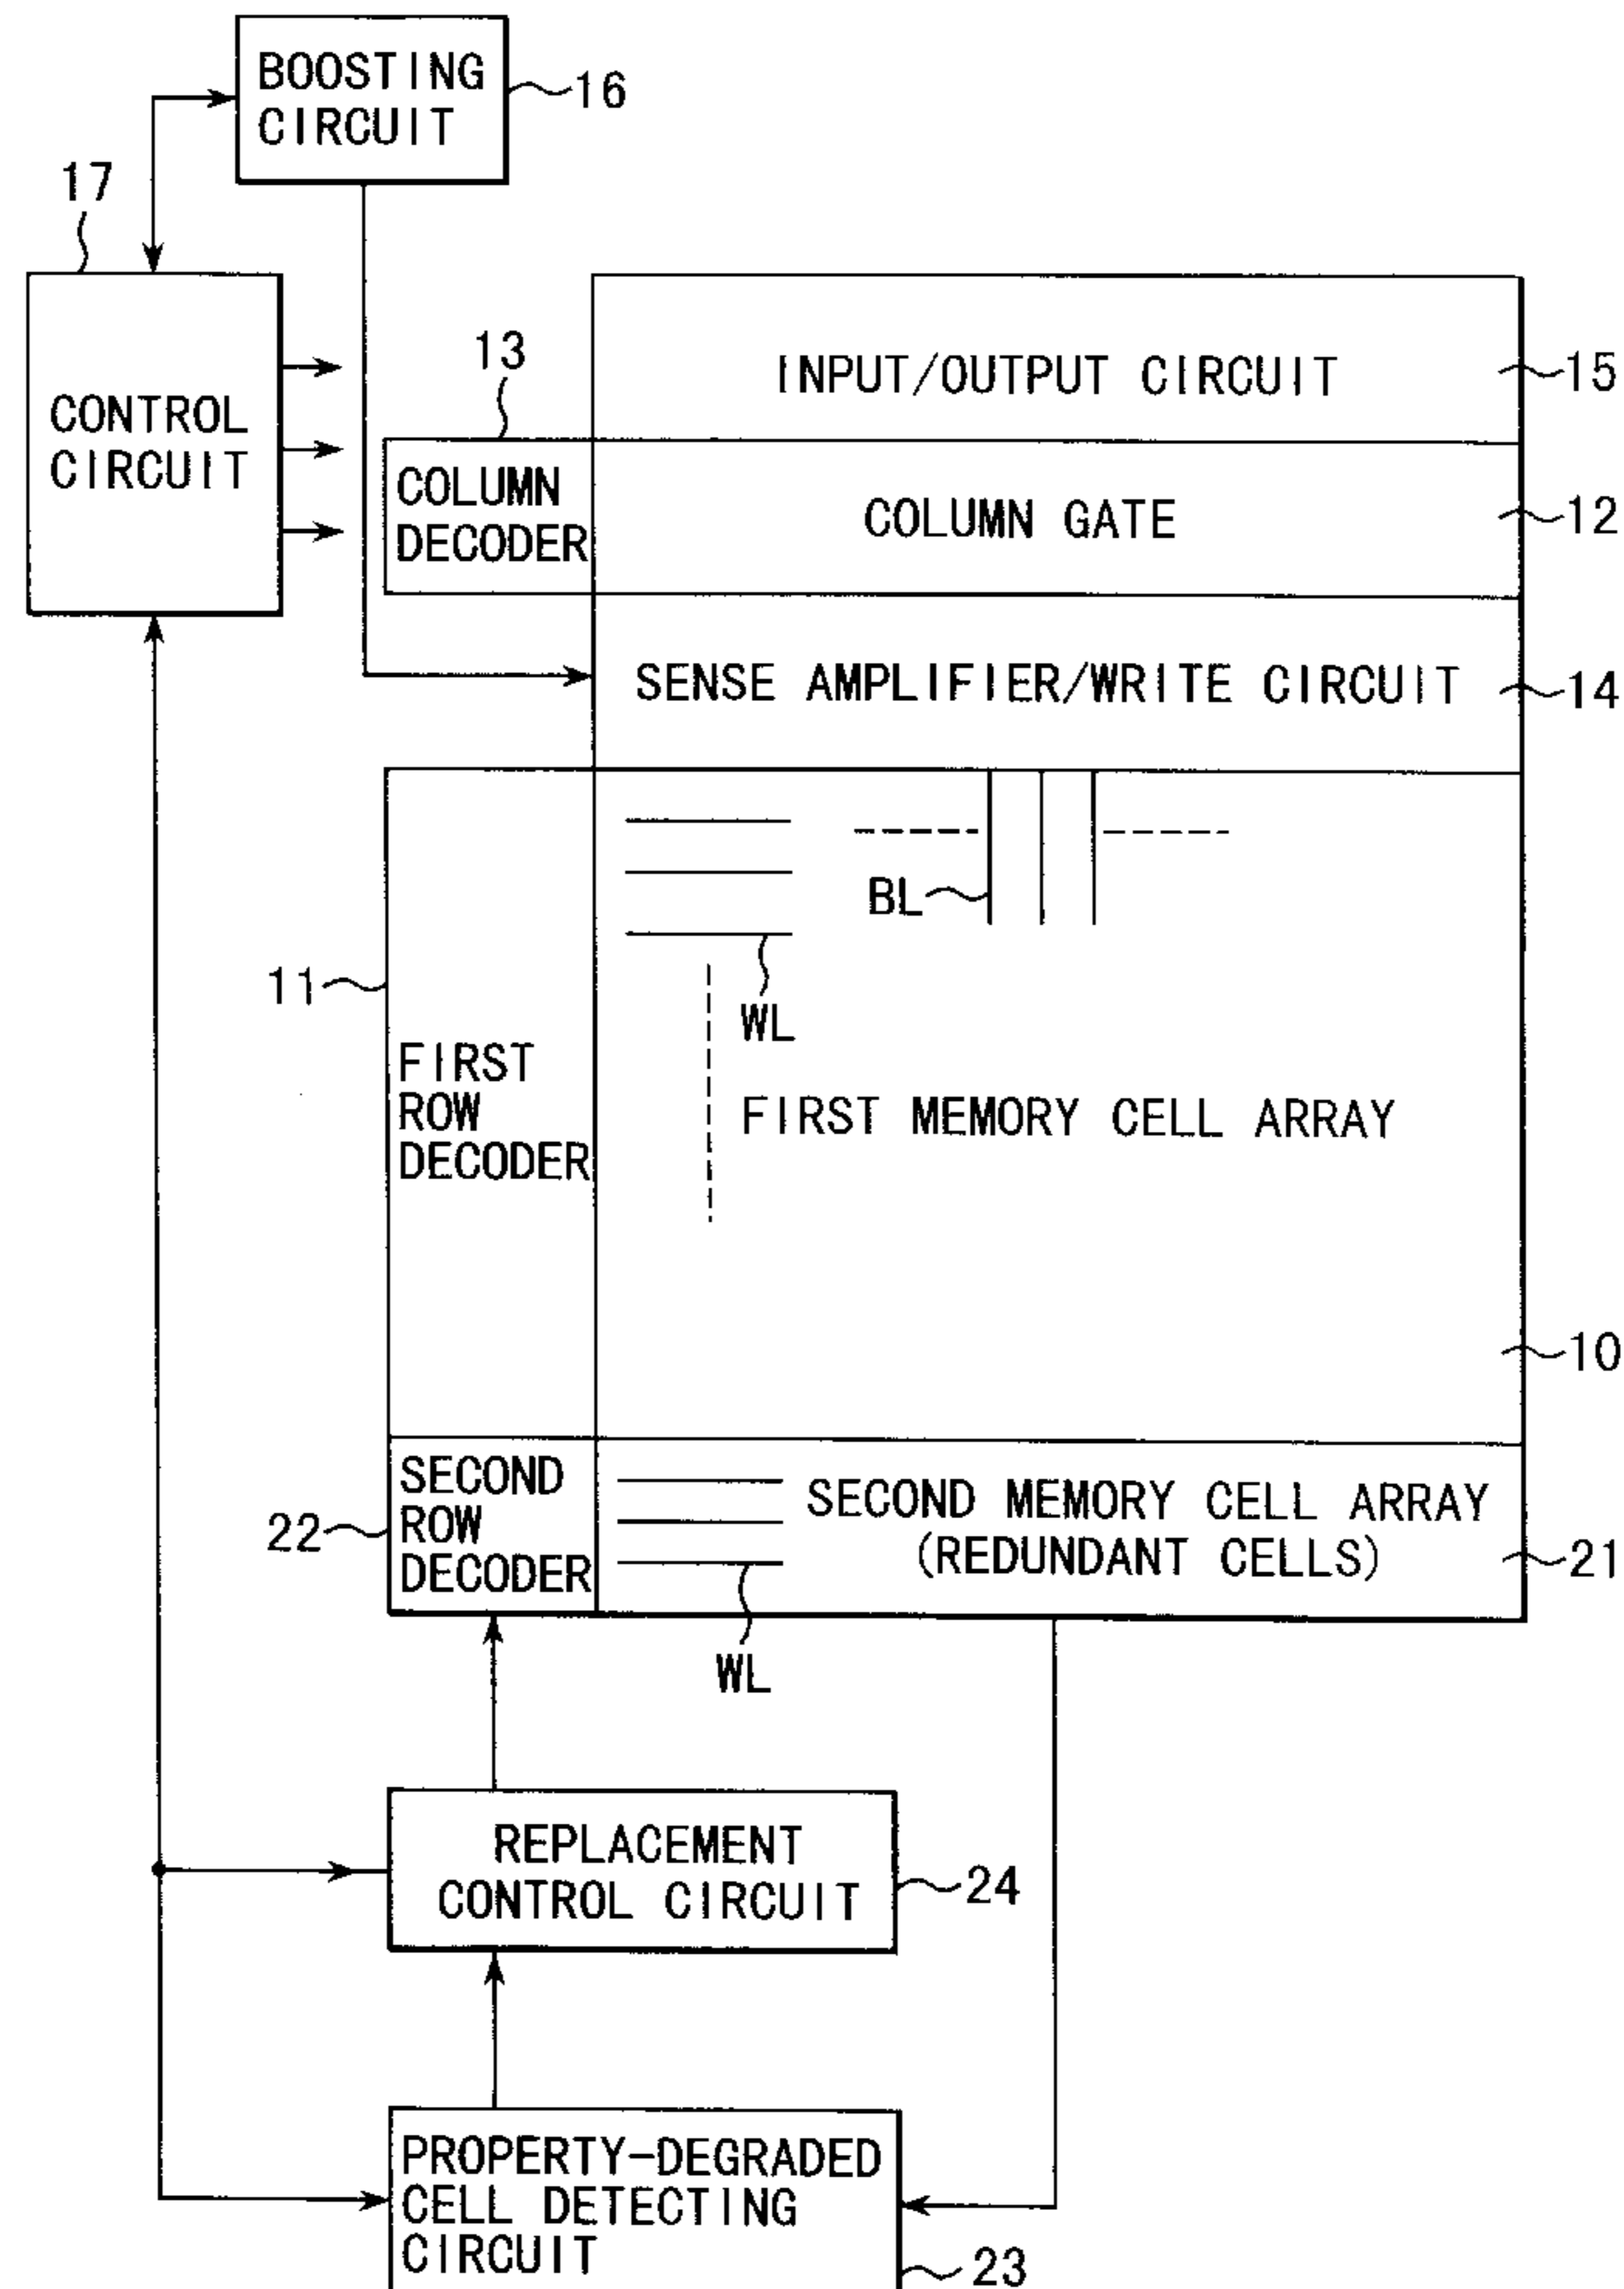 BOOSTING
CIRCUIT
16
17
CONTROL
CIRCUIT
13
INPUT/OUTPUT CIRCUIT
15
COLUMN
DECODER
COLUMN GATE
12
SENSE AMPLIFIER/WRITE CIRCUIT
14
BL
WL
11
FIRST
ROW
DECODER
FIRST MEMORY CELL ARRAY
10
SECOND
ROW
DECODER
22
SECOND MEMORY CELL ARRAY
(REDUNDANT CELLS)
21
WL
REPLACEMENT
CONTROL CIRCUIT
24
PROPERTY-DEGRADED
CELL DETECTING
CIRCUIT
23